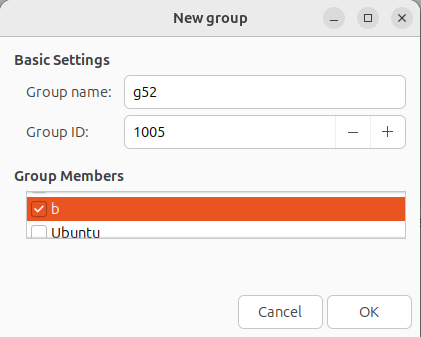 New group
Basic Settings
Group name: g52
Group ID: 1005
Group Members
b
Ubuntu
Cancel OK